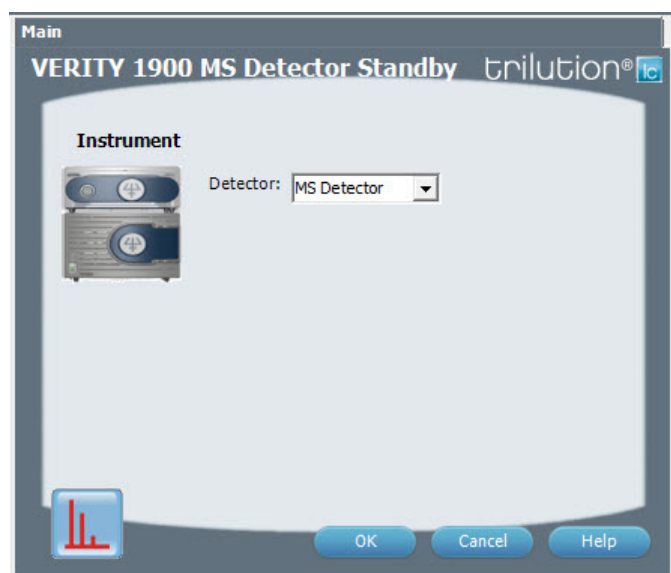 Main
VERITY 1900 MS Detector Standby trilution® lc
Instrument
Detector: MS Detector
OK Cancel Help